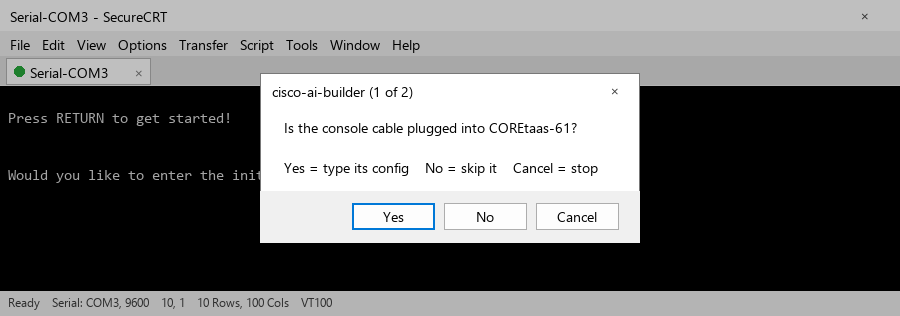 Serial-COM3 - SecureCRT ×
File Edit View Options Transfer Script Tools Window Help
Serial-COM3 ×
Press RETURN to get started!
Would you like to enter the init
cisco-ai-builder (1 of 2) ×
Is the console cable plugged into COREtaas-61?
Yes = type its config No = skip it Cancel = stop
Yes No Cancel
Ready Serial: COM3, 9600 10, 1 10 Rows, 100 Cols VT100